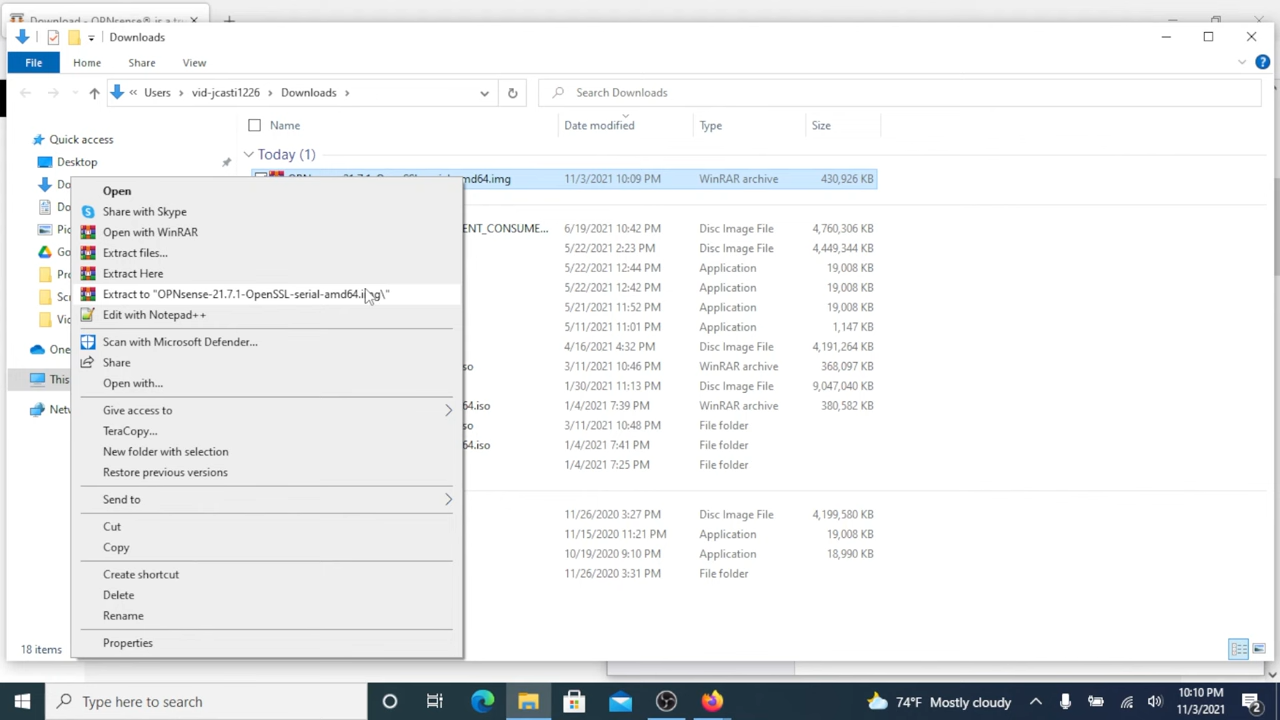 Download - OPNsense® is a t
Downloads
File Home Share View
« Users > vid-jcasti1226 > Downloads >
Search Downloads
Quick access
Desktop
Name Date modified Type Size
Today (1)
md64.img 11/3/2021 10:09 PM WinRAR archive 430,926 KB
ENT_CONSUME... 6/19/2021 10:42 PM Disc Image File 4,760,306 KB
5/22/2021 2:23 PM Disc Image File 4,449,344 KB
5/22/2021 12:44 PM Application 19,008 KB
5/22/2021 12:42 PM Application 19,008 KB
5/21/2021 11:52 PM Application 19,008 KB
5/11/2021 11:01 PM Application 1,147 KB
4/16/2021 4:32 PM Disc Image File 4,191,264 KB
so 3/11/2021 10:46 PM WinRAR archive 368,097 KB
1/30/2021 11:13 PM Disc Image File 9,047,040 KB
64.iso 1/4/2021 7:39 PM WinRAR archive 380,582 KB
so 3/11/2021 10:48 PM File folder
64.iso 1/4/2021 7:41 PM File folder
1/4/2021 7:25 PM File folder
11/26/2020 3:27 PM Disc Image File 4,199,580 KB
11/15/2020 11:21 PM Application 19,008 KB
10/19/2020 9:10 PM Application 18,990 KB
11/26/2020 3:31 PM File folder
Do
Do
Pic
Go
Pro
Scr
Vid
One
This
Netw
Open
Share with Skype
Open with WinRAR
Extract files...
Extract Here
Extract to "OPNsense-21.7.1-OpenSSL-serial-amd64.img\"
Edit with Notepad++
Scan with Microsoft Defender...
Share
Open with...
Give access to
TeraCopy...
New folder with selection
Restore previous versions
Send to
Cut
Copy
Create shortcut
Delete
Rename
Properties
18 items
Type here to search
74°F Mostly cloudy
10:10 PM
11/3/2021
2